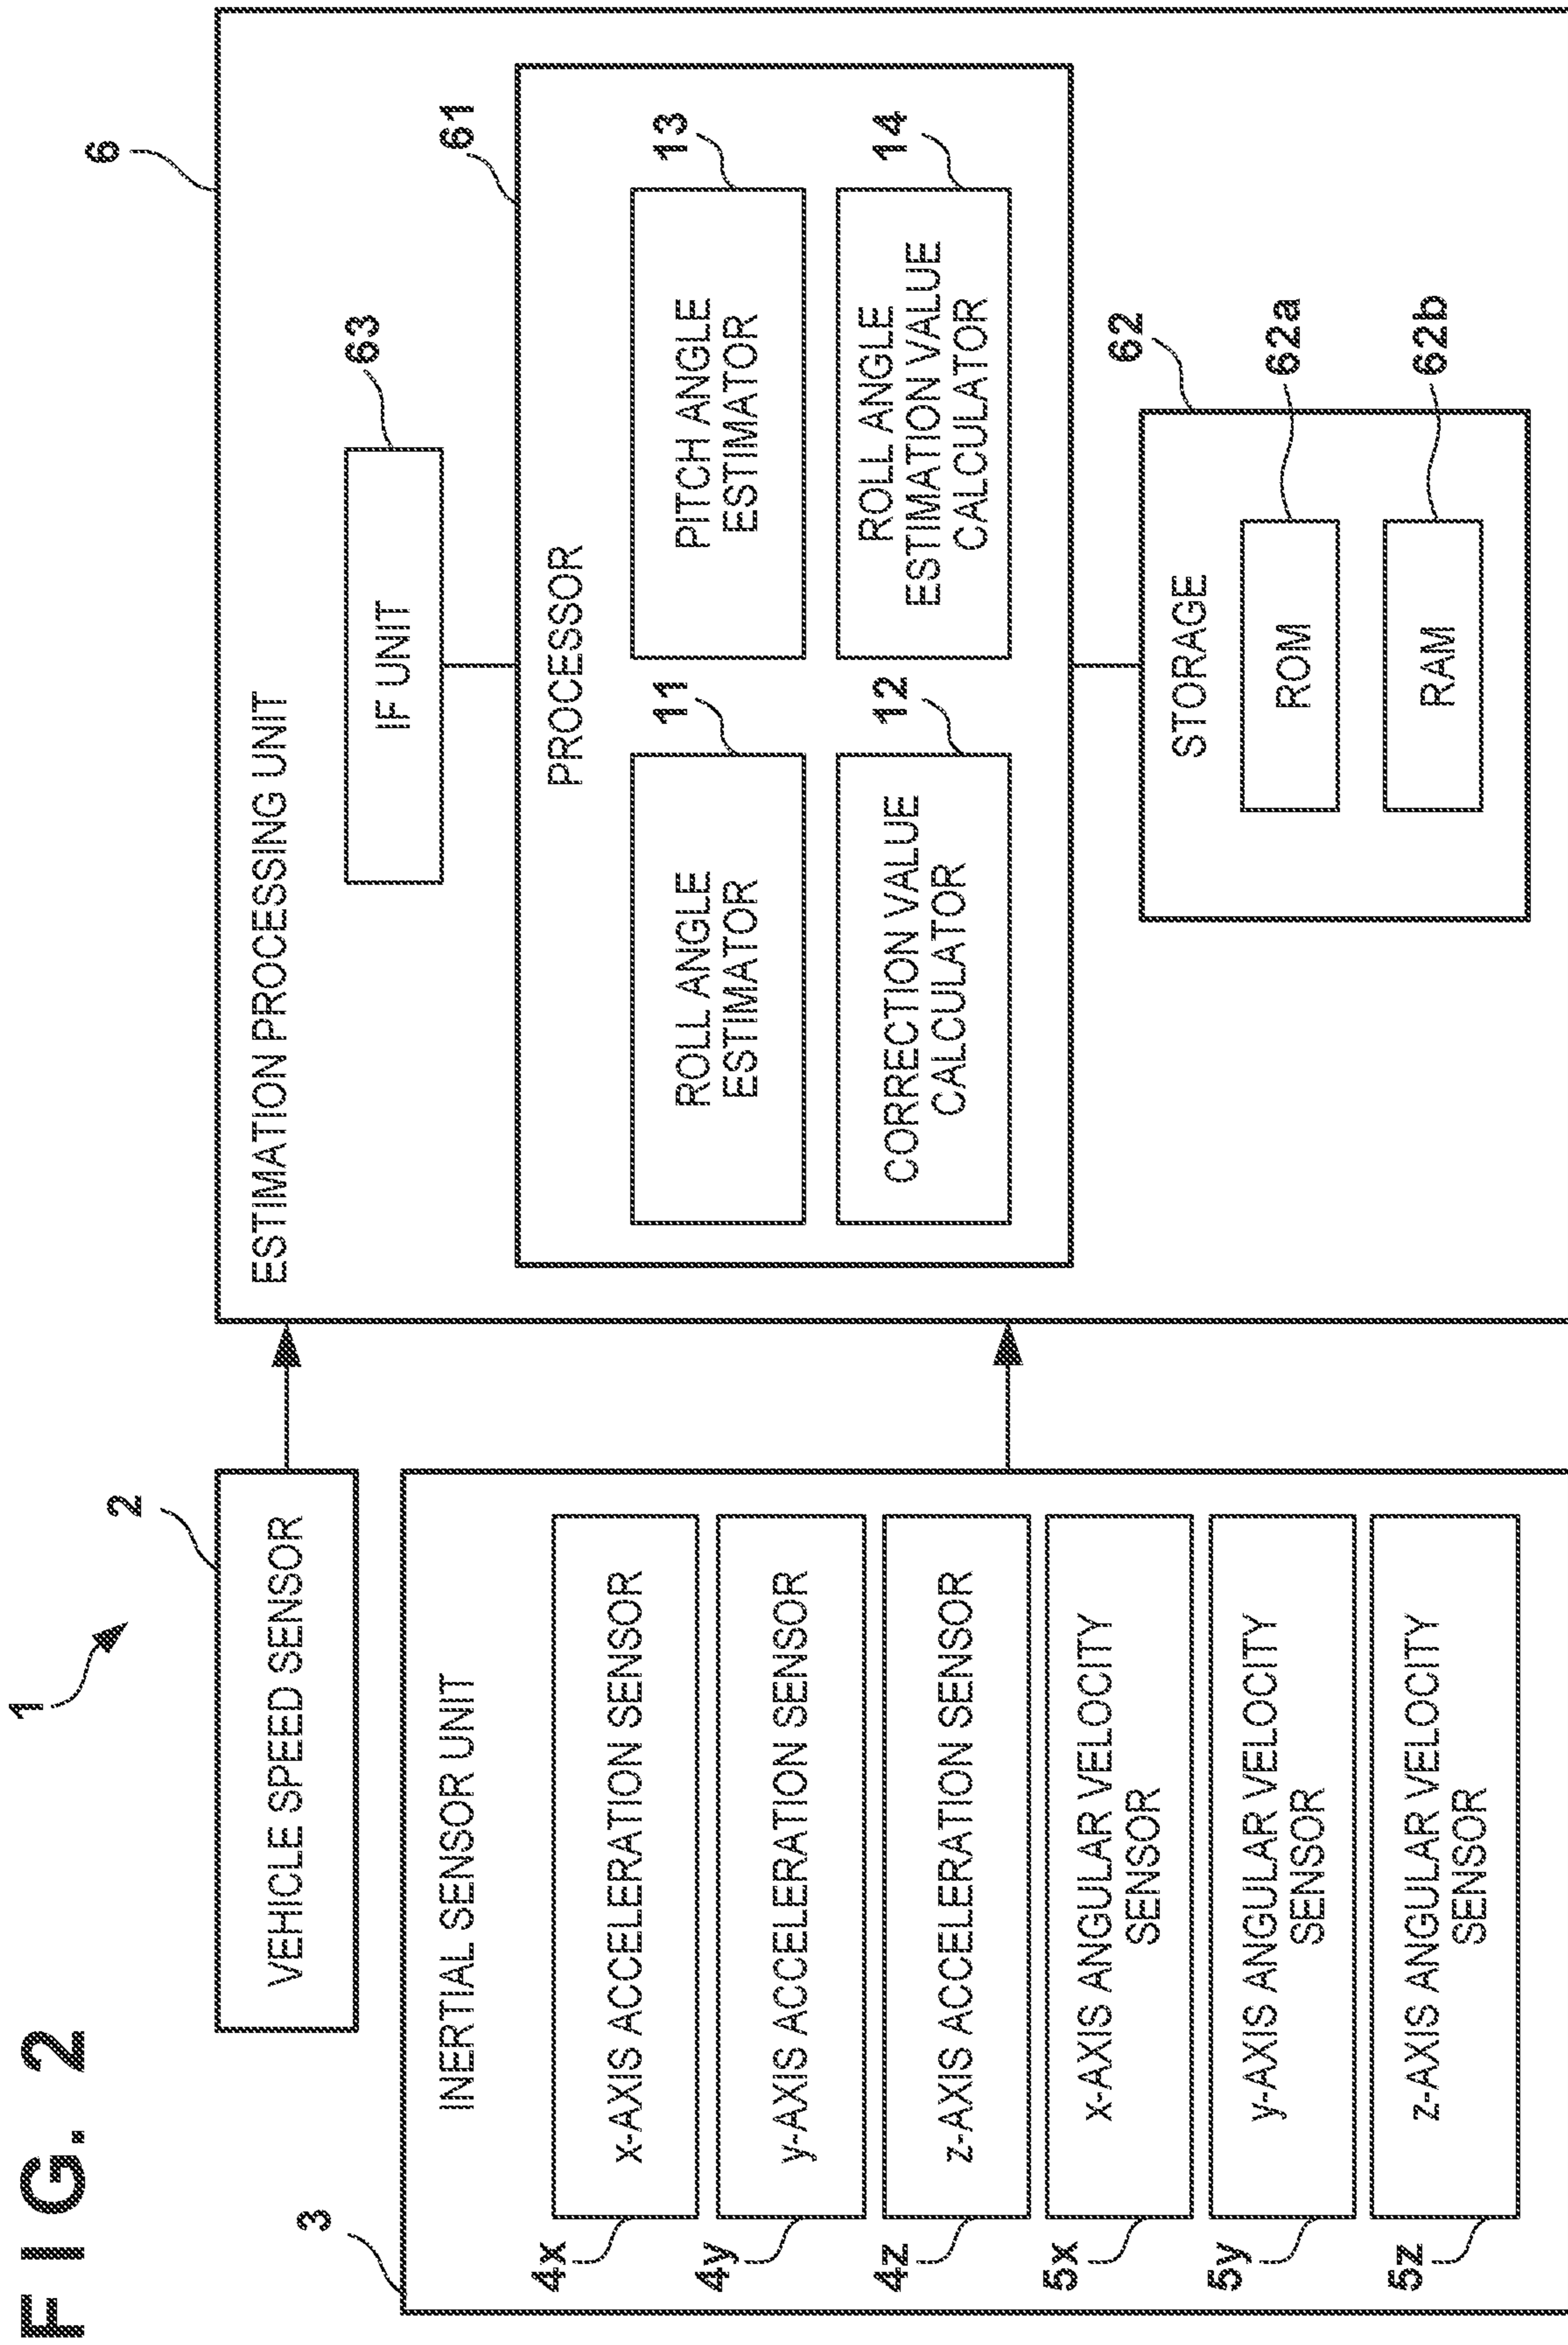 FIG. 2
1
2
VEHICLE SPEED SENSOR
3
INERTIAL SENSOR UNIT
4x
x-AXIS ACCELERATION SENSOR
4y
y-AXIS ACCELERATION SENSOR
4z
z-AXIS ACCELERATION SENSOR
5x
x-AXIS ANGULAR VELOCITY
SENSOR
5y
y-AXIS ANGULAR VELOCITY
SENSOR
5z
z-AXIS ANGULAR VELOCITY
SENSOR
6
ESTIMATION PROCESSING UNIT
63
IF UNIT
61
PROCESSOR
11
ROLL ANGLE
ESTIMATOR
13
PITCH ANGLE
ESTIMATOR
12
CORRECTION VALUE
CALCULATOR
14
ROLL ANGLE
ESTIMATION VALUE
CALCULATOR
62
STORAGE
62a
ROM
62b
RAM